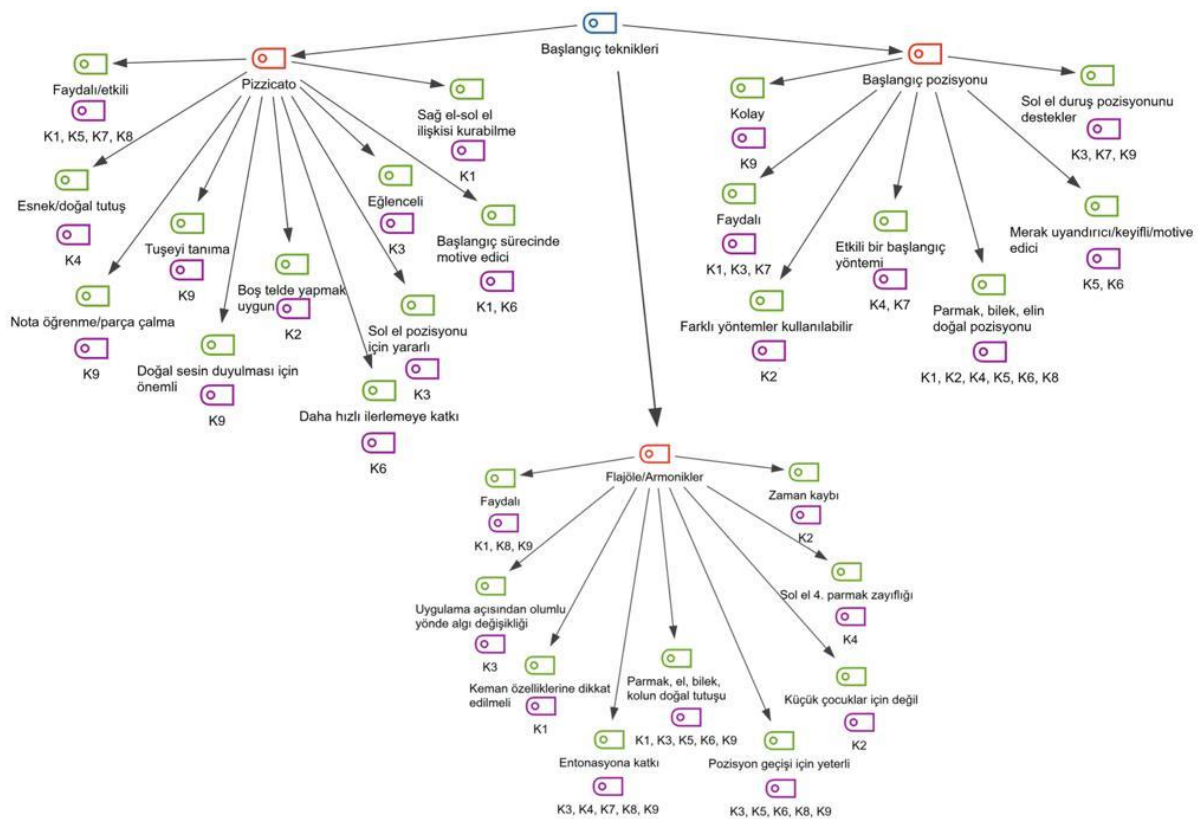 Başlangıç teknikleri
Pizzicato
Faydalı/etkili
K1, K5, K7, K8
Sağ el-sol el
ilişkisi kurabilme
K1
Esnek/doğal tutuş
K4
Tuşeyi tanıma
K9
Eğlenceli
K3
Başlangıç sürecinde
motive edici
K1, K6
Boş telde yapmak
uygun
K2
Nota öğrenme/parça çalma
K9
Doğal sesin duyulması için
önemli
K9
Sol el pozisyonu
için yararlı
K3
Daha hızlı ilerlemeye katkı
K6
Başlangıç pozisyonu
Kolay
K9
Sol el duruş pozisyonunu
destekler
K3, K7, K9
Faydalı
K1, K3, K7
Etkili bir başlangıç
yöntemi
K4, K7
Merak uyandırıcı/keyifli/motive
edici
K5, K6
Farklı yöntemler kullanılabilir
K2
Parmak, bilek, elin
doğal pozisyonu
K1, K2, K4, K5, K6, K8
Flajöle/Armonikler
Faydalı
K1, K8, K9
Zaman kaybı
K2
Uygulama açısından olumlu
yönde algı değişikliği
K3
Sol el 4. parmak zayıflığı
K4
Keman özelliklerine dikkat
edilmeli
K1
Parmak, el, bilek,
kolun doğal tutuşu
K1, K3, K5, K6, K9
Küçük çocuklar için değil
K2
Entonasyona katkı
K3, K4, K7, K8, K9
Pozisyon geçişi için yeterli
K3, K5, K6, K8, K9